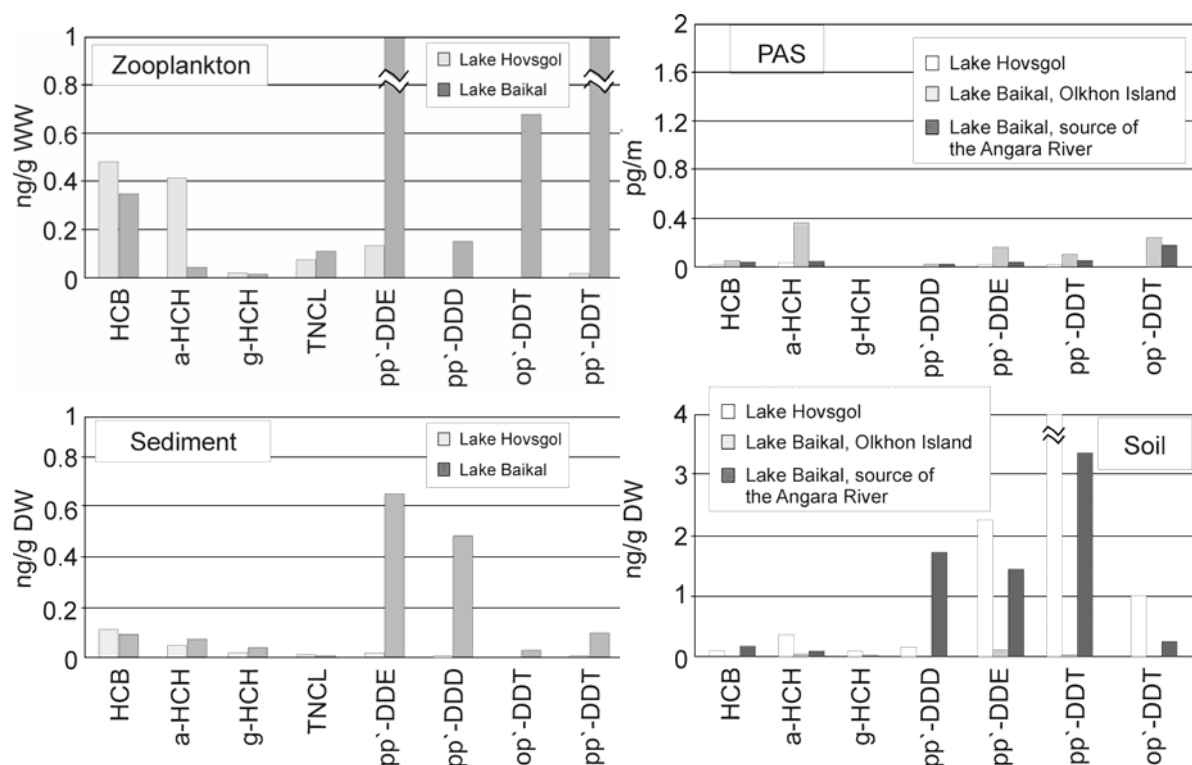 Zooplankton
Lake Hovsgol
Lake Baikal
ng/g WW
1
0.8
0.6
0.4
0.2
0
HCB
a-HCH
g-HCH
TNCL
pp`-DDE
pp`-DDD
op`-DDT
pp`-DDT
PAS
Lake Hovsgol
Lake Baikal, Olkhon Island
Lake Baikal, source of
the Angara River
pg/m
2
1.6
1.2
0.8
0.4
0
HCB
a-HCH
g-HCH
pp`-DDD
pp`-DDE
pp`-DDT
op`-DDT
Sediment
Lake Hovsgol
Lake Baikal
ng/g DW
1
0.8
0.6
0.4
0.2
0
HCB
a-HCH
g-HCH
TNCL
pp`-DDE
pp`-DDD
op`-DDT
pp`-DDT
Lake Hovsgol
Lake Baikal, Olkhon Island
Lake Baikal, source of
the Angara River
Soil
ng/g DW
4
3
2
1
0
HCB
a-HCH
g-HCH
pp`-DDD
pp`-DDE
pp`-DDT
op`-DDT